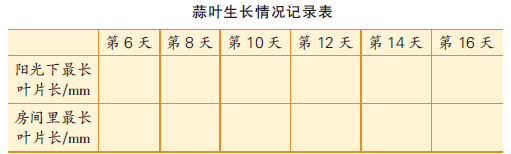 蒜叶生长情况记录表
第6天 第8天 第10天 第12天 第14天 第16天
阳光下最长
叶片长/mm
房间里最长
叶片长/mm